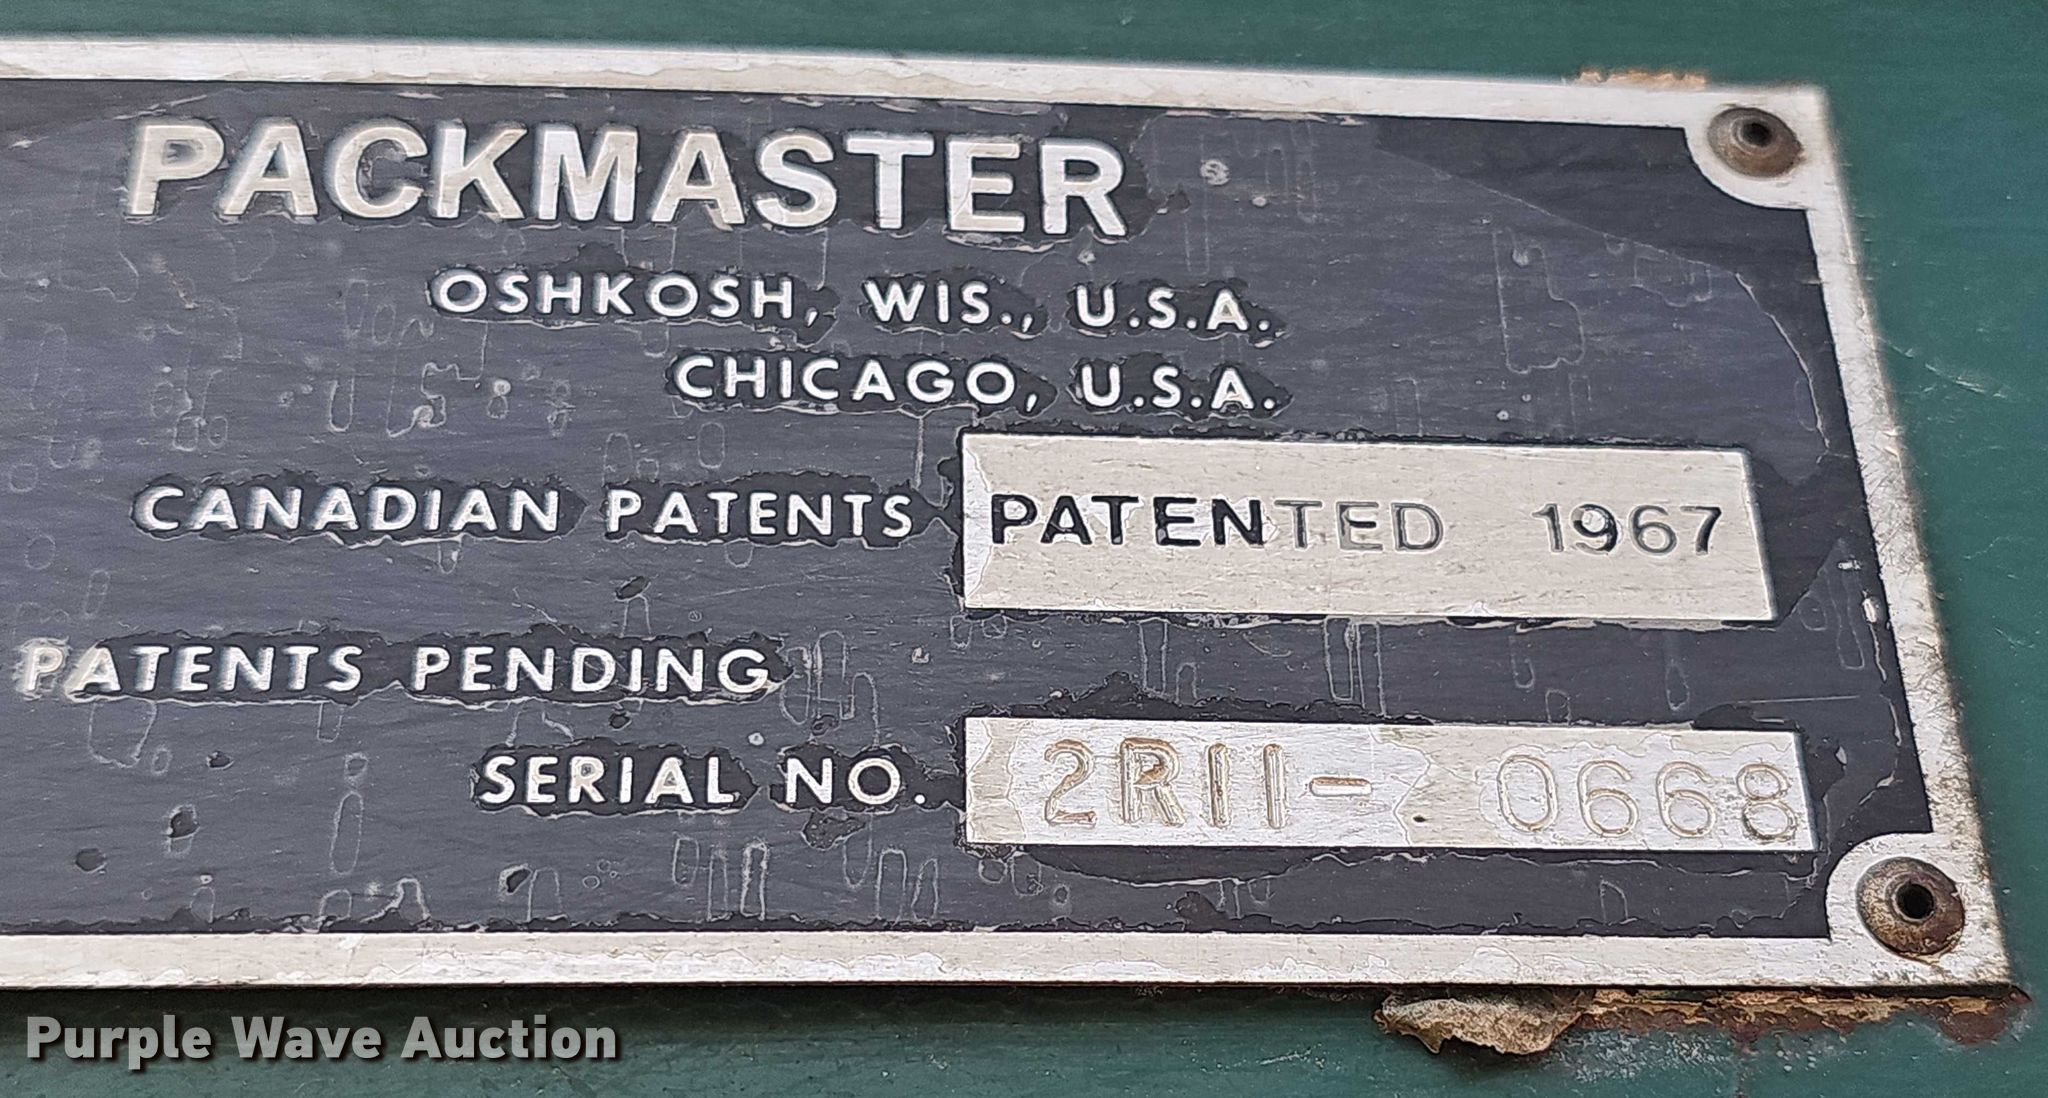 PACKMASTER
OSHKOSH, WIS., U.S.A.
CHICAGO, U.S.A.
CANADIAN PATENTS PATENTED 1967
PATENTS PENDING
SERIAL NO. 2R11- 0668
Purple Wave Auction